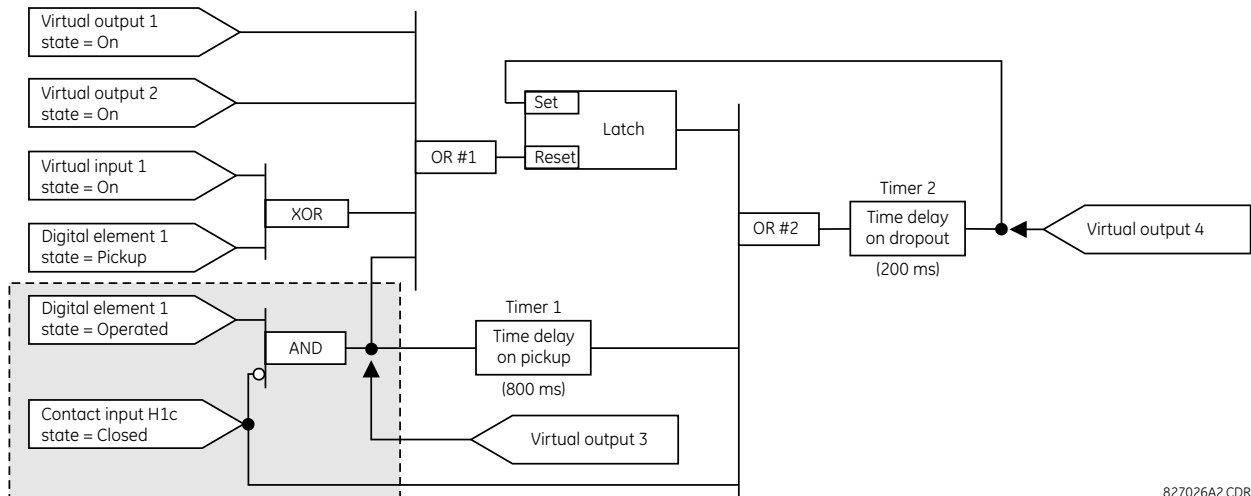 Virtual output 1
state = On
Virtual output 2
state = On
Virtual input 1
state = On
Digital element 1
state = Pickup
XOR
OR #1
Set
Latch
Reset
Timer 2
OR #2
Time delay
on dropout
(200 ms)
Virtual output 4
Digital element 1
state = Operated
AND
Timer 1
Time delay
on pickup
(800 ms)
Contact input H1c
state = Closed
Virtual output 3
827026A2.CDR